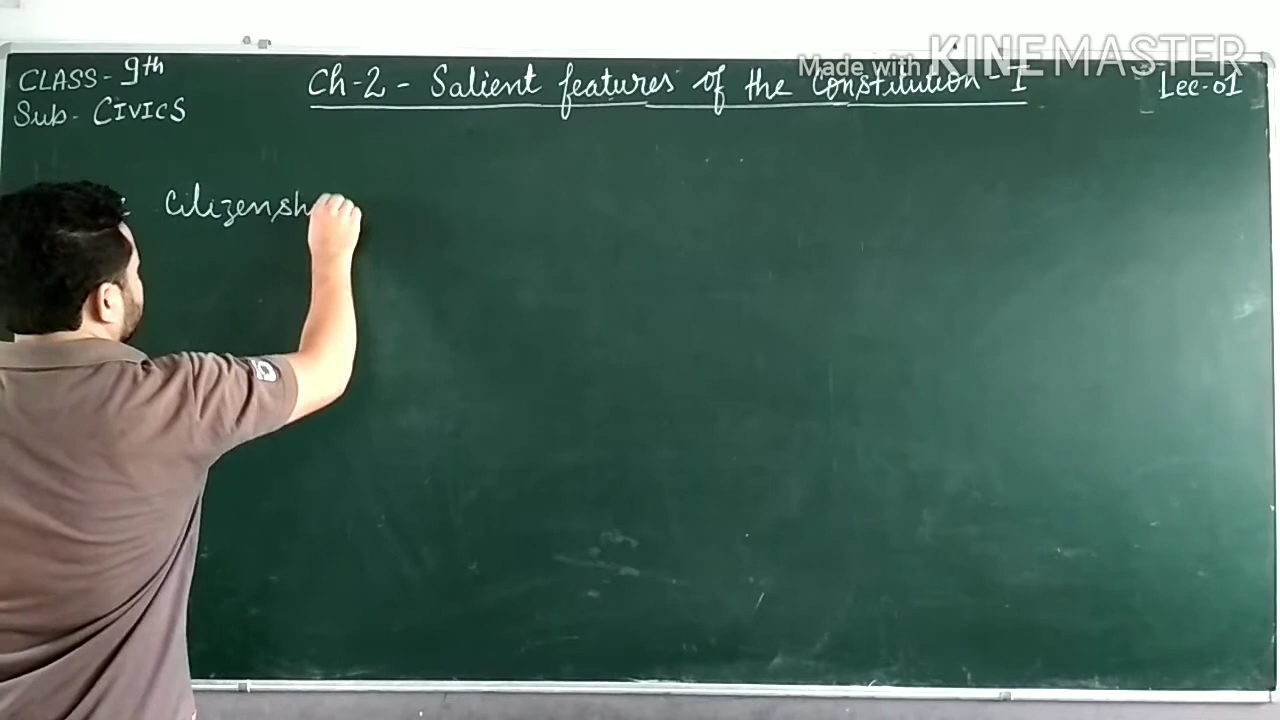 Made with KINEMASTER
CLASS- 9th
Ch-2 - Salient features of the Constitution - I
Lec-01
Sub- CIVICS
Citizensh